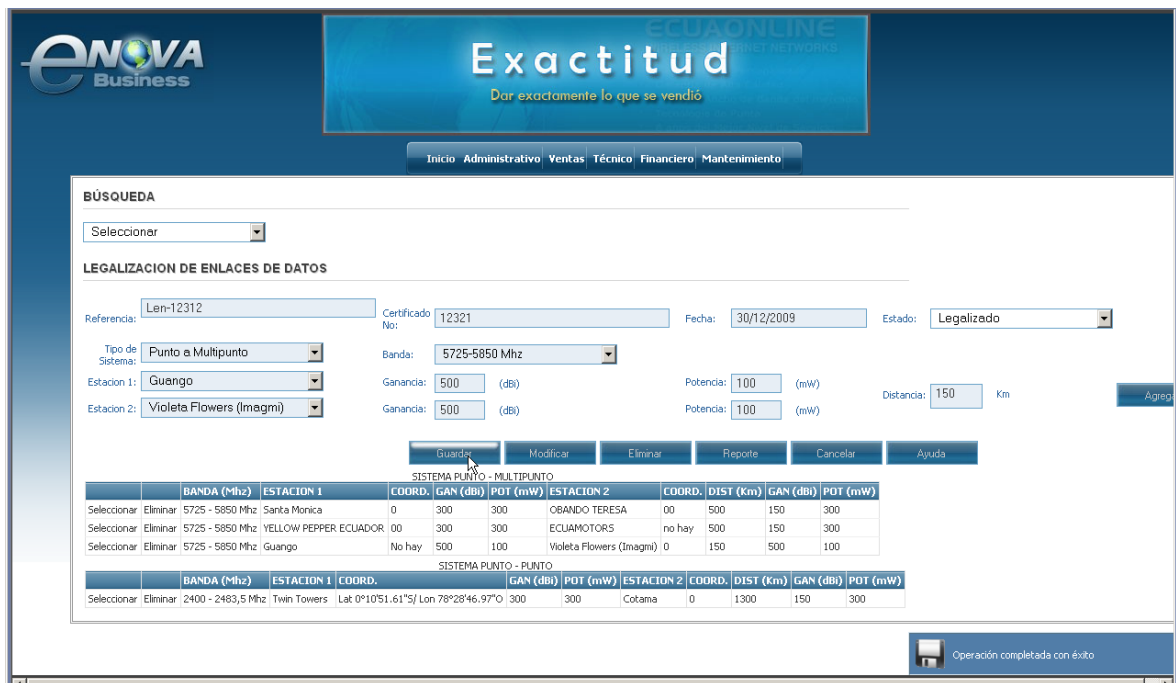 eNOVA
Business
ECUAONLINE
WIRELESS INTERNET NETWORKS
Exactitud
Dar exactamente lo que se vendió
Inicio Administrativo Ventas Técnico Financiero Mantenimiento
BÚSQUEDA
Seleccionar
LEGALIZACION DE ENLACES DE DATOS
Referencia: Len-12312 Certificado No: 12321 Fecha: 30/12/2009 Estado: Legalizado
Tipo de Sistema: Punto a Multipunto Banda: 5725-5850 Mhz
Estacion 1: Guango Ganancia: 500 (dBi) Potencia: 100 (mW)
Distancia: 150 Km Agrega
Estacion 2: Violeta Flowers (Imagmi) Ganancia: 500 (dBi) Potencia: 100 (mW)
Guardar Modificar Eliminar Reporte Cancelar Ayuda
SISTEMA PUNTO - MULTIPUNTO
BANDA (Mhz) ESTACION 1 COORD. GAN (dBi) POT (mW) ESTACION 2 COORD. DIST (Km) GAN (dBi) POT (mW)
Seleccionar Eliminar 5725 - 5850 Mhz Santa Monica 0 300 300 OBANDO TERESA 00 500 150 300
Seleccionar Eliminar 5725 - 5850 Mhz YELLOW PEPPER ECUADOR 00 300 300 ECUAMOTORS no hay 500 150 300
Seleccionar Eliminar 5725 - 5850 Mhz Guango No hay 500 100 Violeta Flowers (Imagmi) 0 150 500 100
SISTEMA PUNTO - PUNTO
BANDA (Mhz) ESTACION 1 COORD. GAN (dBi) POT (mW) ESTACION 2 COORD. DIST (Km) GAN (dBi) POT (mW)
Seleccionar Eliminar 2400 - 2483,5 Mhz Twin Towers Lat 0°10'51.61"S/ Lon 78°28'46.97"O 300 300 Cotama 0 1300 150 300
Operación completada con éxito